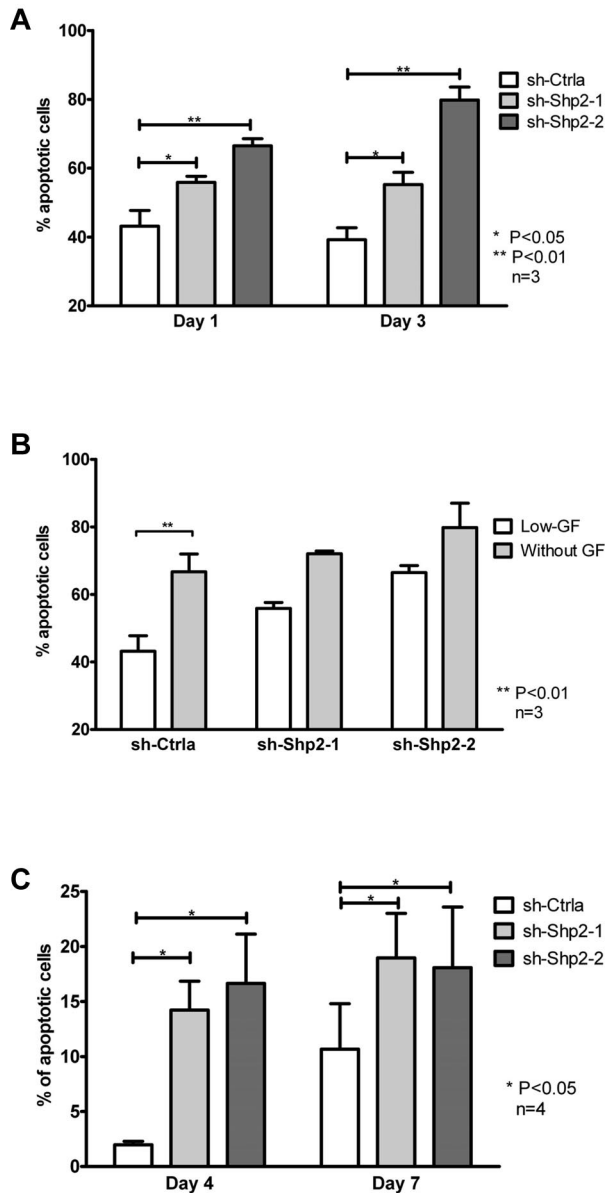 A
100
80
60
40
20
% apoptotic cells
**
*
**
*
sh-Ctrla
sh-Shp2-1
sh-Shp2-2
* P<0.05
** P<0.01
n=3
Day 1
Day 3
B
100
80
60
40
20
% apoptotic cells
**
Low-GF
Without GF
** P<0.01
n=3
sh-Ctrla
sh-Shp2-1
sh-Shp2-2
C
25
20
15
10
5
0
% of apoptotic cells
*
*
*
*
sh-Ctrla
sh-Shp2-1
sh-Shp2-2
* P<0.05
n=4
Day 4
Day 7